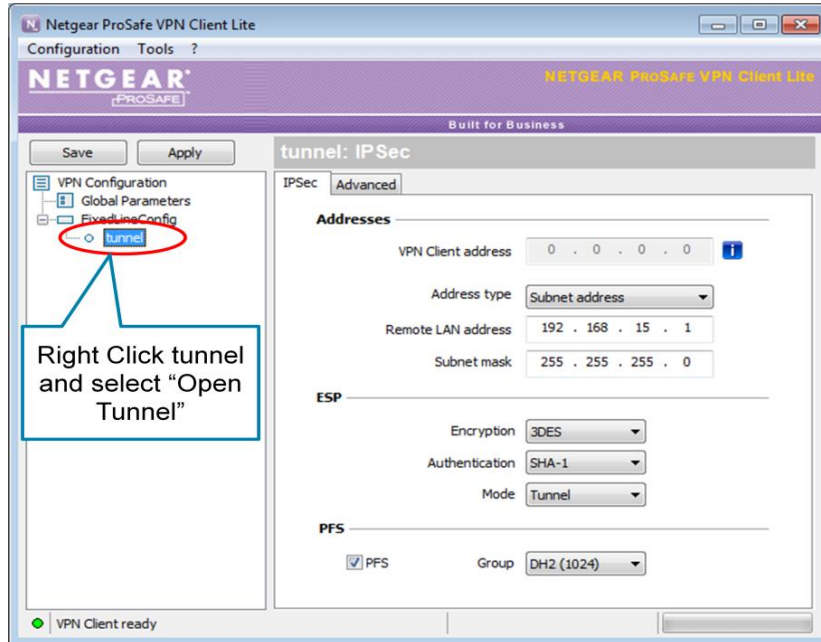 Netgear ProSafe VPN Client Lite
Configuration Tools ?
NETGEAR®
PROSAFE
NETGEAR PROSAFE VPN Client Lite
Built for Business
Save Apply
tunnel: IPSec
VPN Configuration
Global Parameters
FixedLineConfig
tunnel
Right Click tunnel
and select “Open
Tunnel”
IPSec Advanced
Addresses
VPN Client address 0 . 0 . 0 . 0 i
Address type Subnet address
Remote LAN address 192 . 168 . 15 . 1
Subnet mask 255 . 255 . 255 . 0
ESP
Encryption 3DES
Authentication SHA-1
Mode Tunnel
PFS
PFS Group DH2 (1024)
VPN Client ready